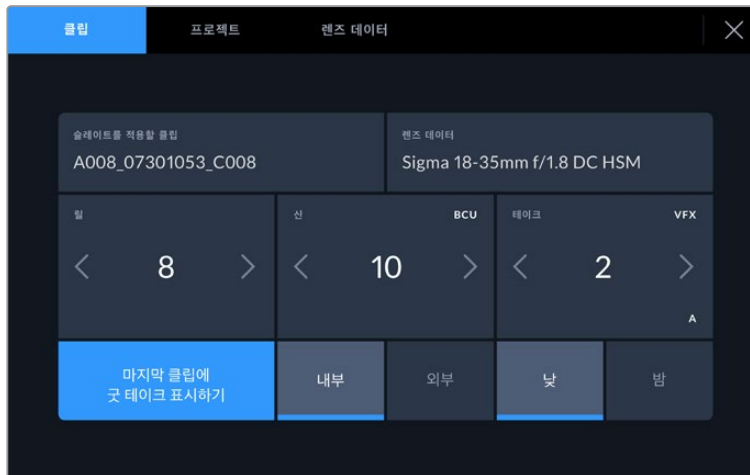 클립
프로젝트
렌즈 데이터
슬레이트를 적용할 클립
A008_07301053_C008
렌즈 데이터
Sigma 18-35mm f/1.8 DC HSM
릴
8
신
BCU
10
테이크
VFX
2
A
마지막 클립에
굿 테이크 표시하기
내부
외부
낮
밤